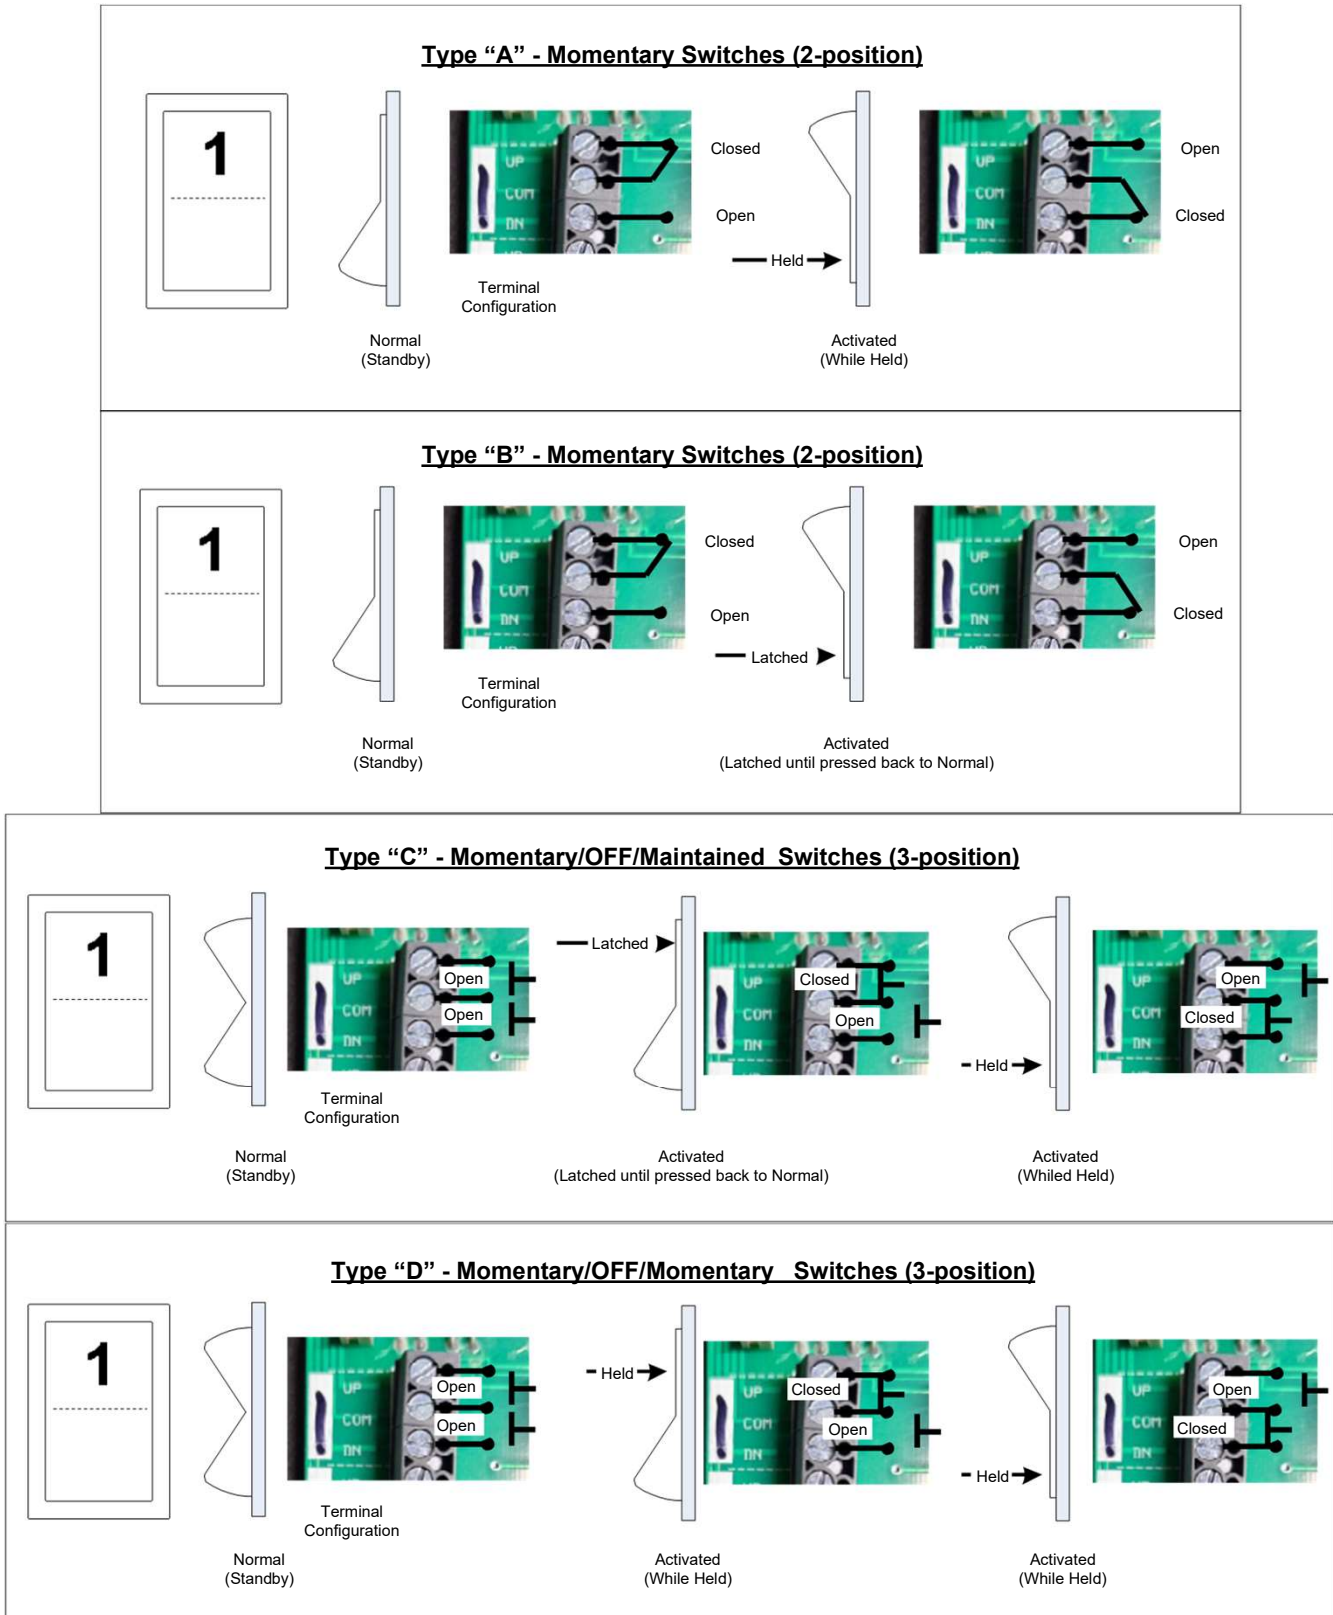 Type “A” - Momentary Switches (2-position)
1
UP
COM
DN
UP
Closed
Open
Held
Open
Closed
UP
COM
DN
Terminal
Configuration
Normal
(Standby)
Activated
(While Held)
Type “B” - Momentary Switches (2-position)
1
UP
COM
DN
Closed
Open
Latched
UP
COM
DN
Open
Closed
Terminal
Configuration
Normal
(Standby)
Activated
(Latched until pressed back to Normal)
Type “C” - Momentary/OFF/Maintained Switches (3-position)
1
UP
COM
DN
Open
Open
Latched
UP
COM
DN
Closed
Open
Held
UP
COM
DN
Open
Closed
Terminal
Configuration
Normal
(Standby)
Activated
(Latched until pressed back to Normal)
Activated
(Whiled Held)
Type “D” - Momentary/OFF/Momentary Switches (3-position)
1
UP
COM
DN
Open
Open
Held
UP
COM
DN
Closed
Open
Held
UP
COM
DN
Open
Closed
Terminal
Configuration
Normal
(Standby)
Activated
(While Held)
Activated
(While Held)